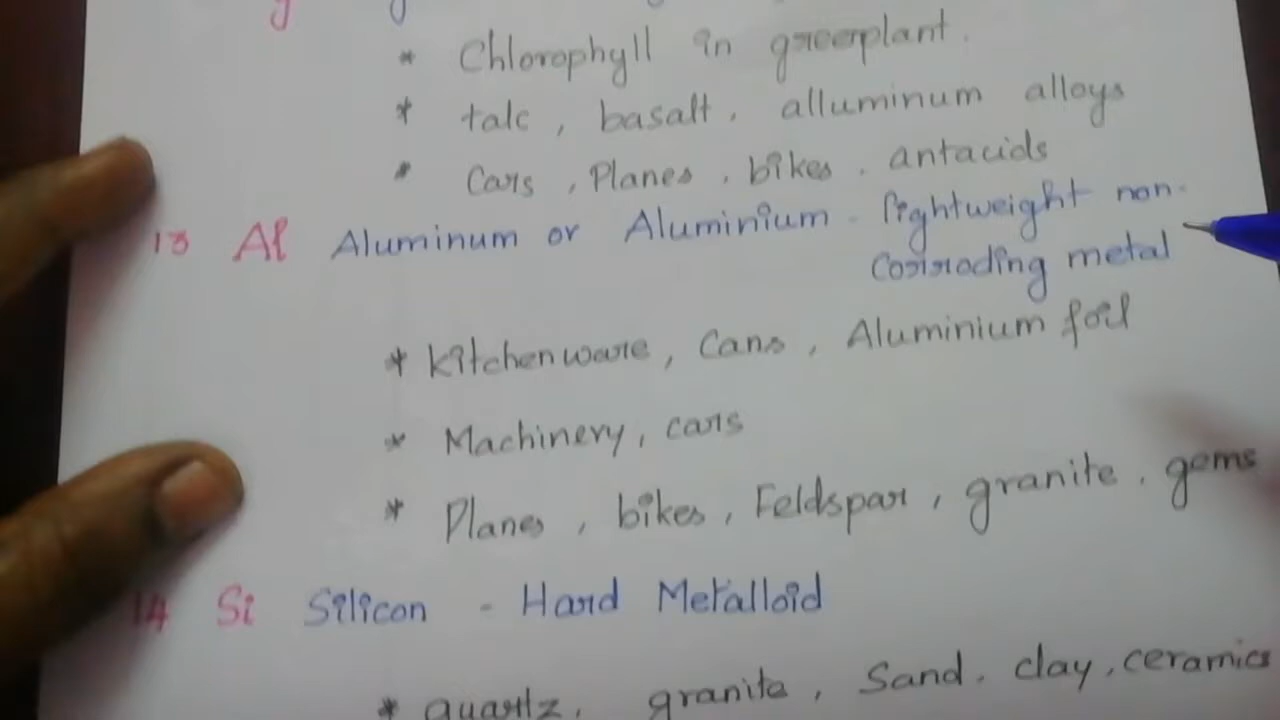 * Chlorophyll in greenplant.
* talc, basalt, alluminum alloys
* Cars, Planes, bikes, antacids
13 Al Aluminum or Aluminium - lightweight non-
corroding metal
* Kitchenware, Cans, Aluminium foil
* Machinery, cars
* Planes, bikes, Feldspar, granite, gems
14 Si Silicon - Hard Metalloid
* quartz, granite, Sand, clay, ceramics